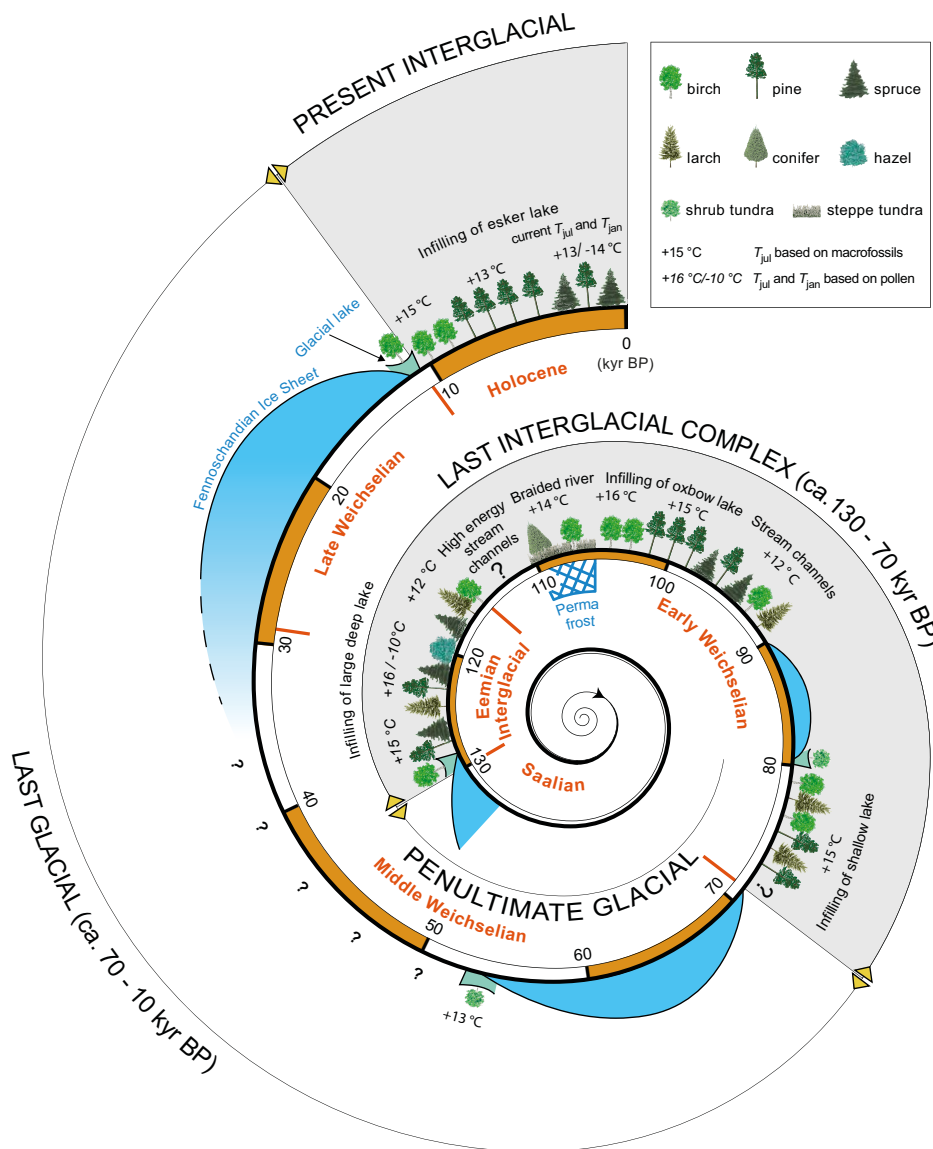 PRESENT INTERGLACIAL
birch
pine
spruce
larch
conifer
hazel
shrub tundra
steppe tundra
+15 °C
T jul based on macrofossils
+16 °C/-10 °C
T jul and T jan based on pollen
Infilling of esker lake
current T jul and T jan
+13/ -14 °C
+13 °C
+15 °C
Glacial lake
Fennoschandian Ice Sheet
0
(kyr BP)
Holocene
10
Late Weichselian
20
30
LAST INTERGLACIAL COMPLEX (ca. 130 - 70 kyr BP)
Infilling of large deep lake
+15 °C
+16 / -10°C
+12 °C
High energy
stream
channels
?
Braided river
+14 °C
+16 °C
Infilling of oxbow lake
+15 °C
Stream channels
+12 °C
110
Perma
frost
100
Early Weichselian
90
80
120
Eemian
Interglacial
130
Saalian
+15 °C
Infilling of shallow lake
?
70
PENULTIMATE GLACIAL
Middle Weichselian
60
50
40
+13 °C
?
?
?
?
?
LAST GLACIAL (ca. 70 - 10 kyr BP)